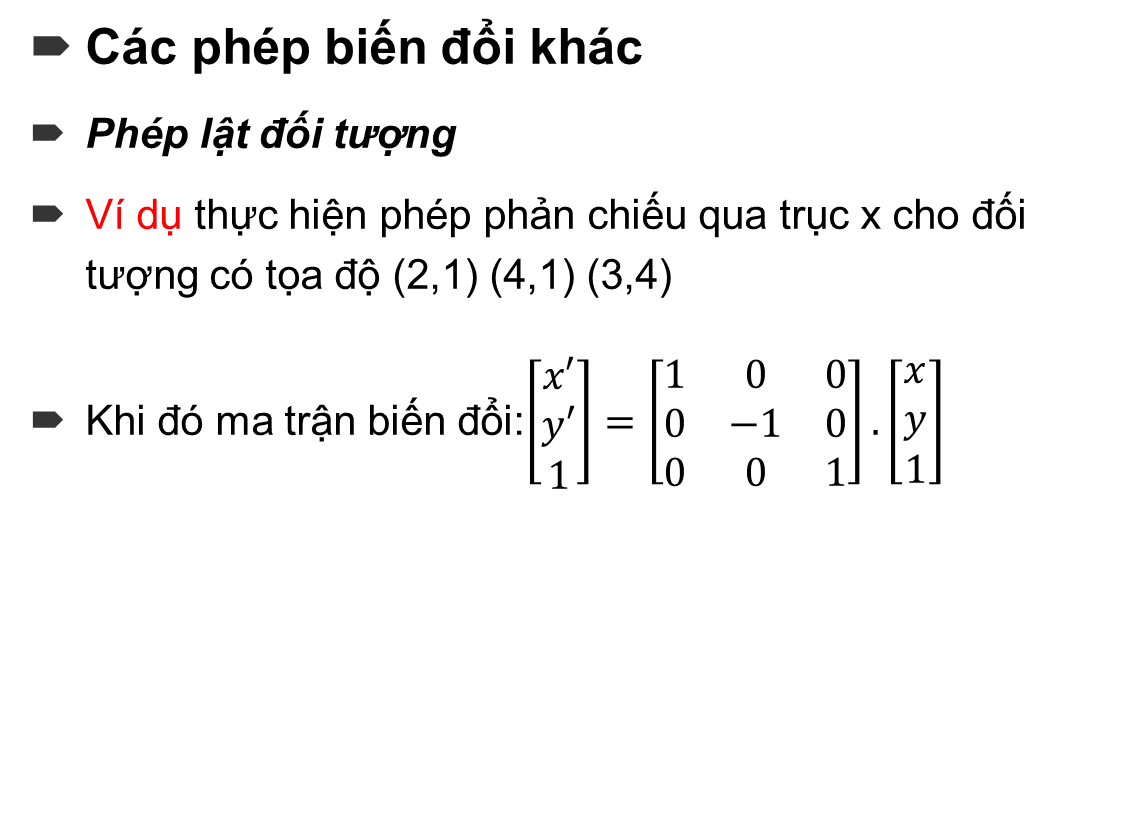 Các phép biến đổi khác
Phép lật đối tượng
Ví dụ thực hiện phép phản chiếu qua trục x cho đối
tượng có tọa độ (2,1) (4,1) (3,4)
Khi đó ma trận biến đổi: [x′ y′ 1] = [1 0 0; 0 −1 0; 0 0 1] . [x y 1]